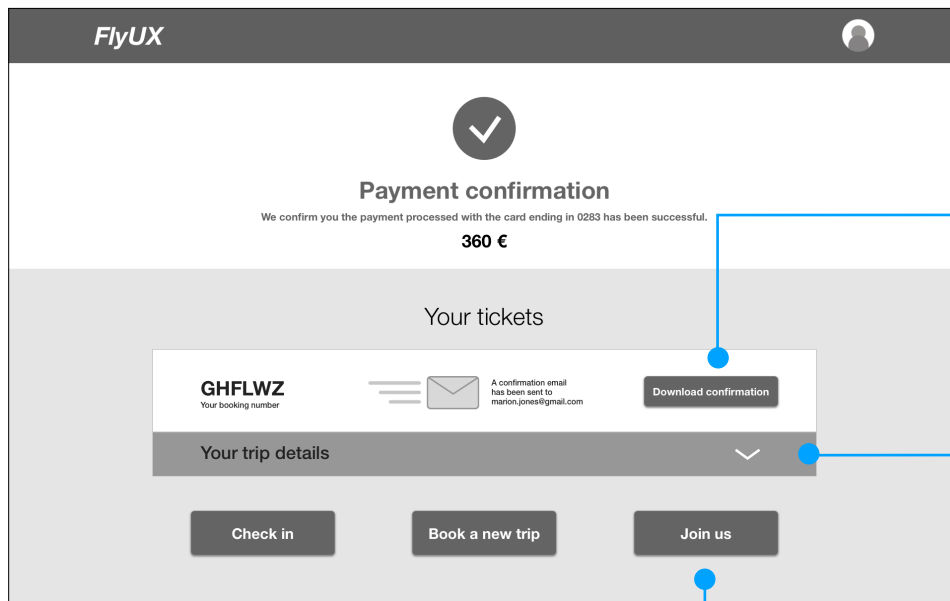 FlyUX
Payment confirmation
We confirm you the payment processed with the card ending in 0283 has been successful.
360 €
Your tickets
GHFLWZ
Your booking number
A confirmation email
has been sent to
marion.jones@gmail.com
Download confirmation
Your trip details
Check in
Book a new trip
Join us